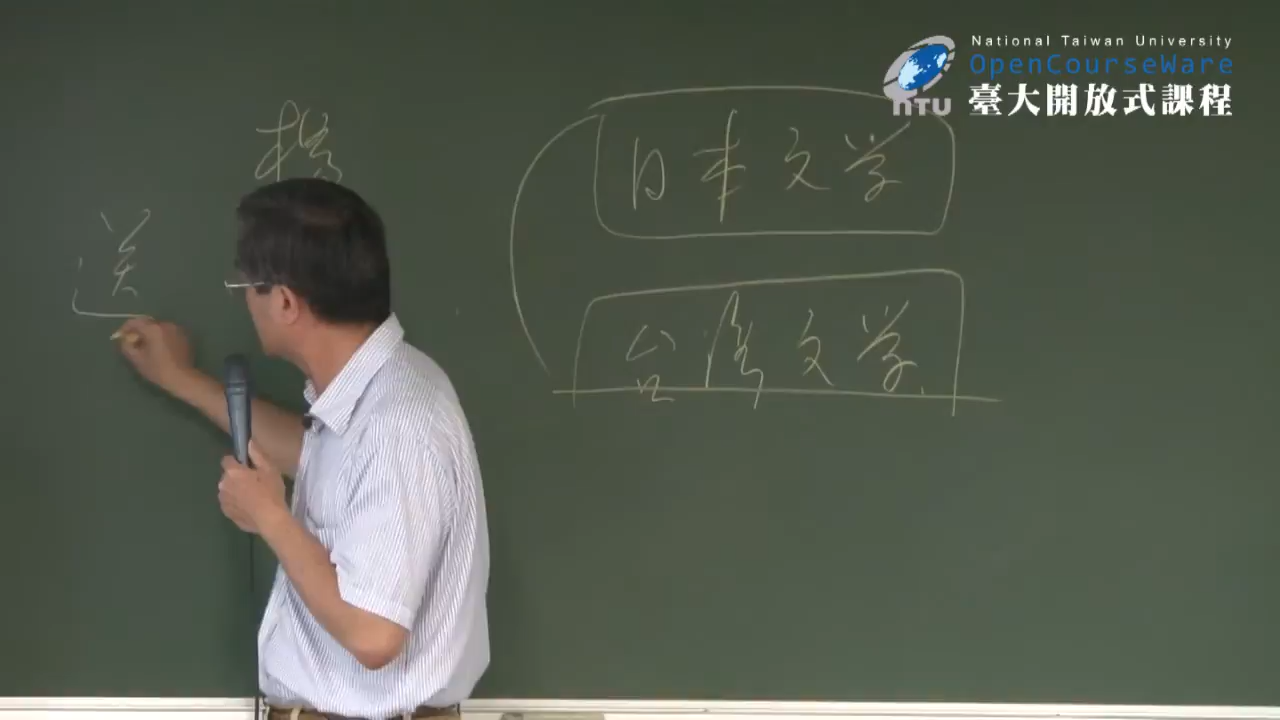 National Taiwan University
OpenCourseWare
NTU 臺大開放式課程
日本文学
送
台湾文学